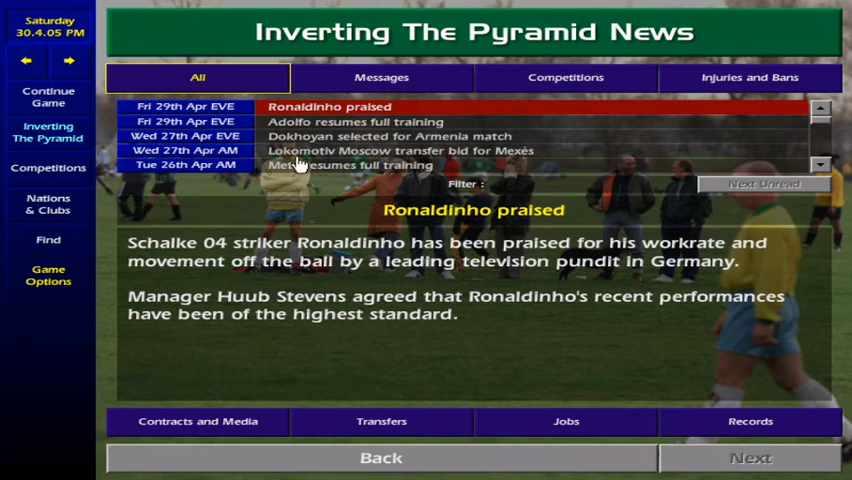 Saturday
30.4.05 PM
Continue
Game
Inverting
The Pyramid
Competitions
Nations
& Clubs
Find
Game
Options
Inverting The Pyramid News
All Messages Competitions Injuries and Bans
Fri 29th Apr EVE Ronaldinho praised
Fri 29th Apr EVE Adolfo resumes full training
Wed 27th Apr EVE Dokhoyan selected for Armenia match
Wed 27th Apr AM Lokomotiv Moscow transfer bid for Mexès
Tue 26th Apr AM resumes full training
Filter : Next Unread
Ronaldinho praised
Schalke 04 striker Ronaldinho has been praised for his workrate and
movement off the ball by a leading television pundit in Germany.
Manager Huub Stevens agreed that Ronaldinho's recent performances
have been of the highest standard.
Contracts and Media Transfers Jobs Records
Back Next